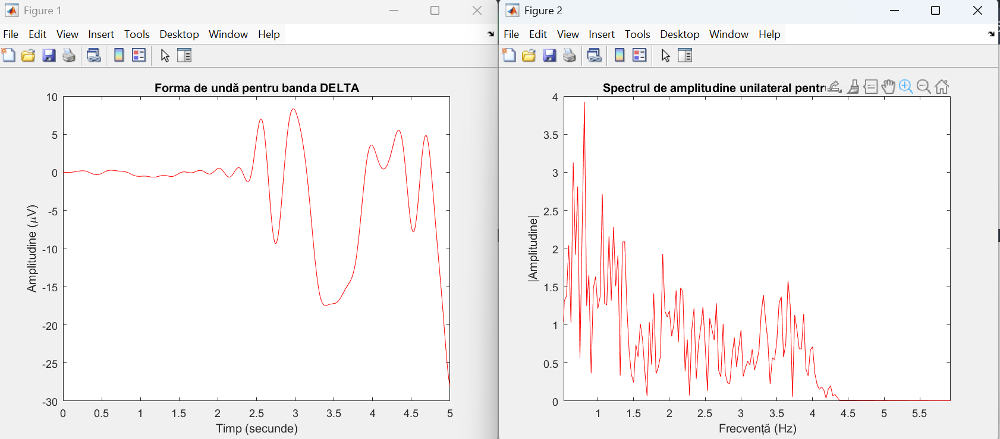 Figure 1
File Edit View Insert Tools Desktop Window Help
Forma de undă pentru banda DELTA
10
5
0
-5
-10
-15
-20
-25
-30
Amplitudine (μV)
0 0.5 1 1.5 2 2.5 3 3.5 4 4.5 5
Timp (secunde)
Figure 2
File Edit View Insert Tools Desktop Window Help
Spectrul de amplitudine unilateral
4
3.5
3
2.5
2
1.5
1
0.5
0
|Amplitudine|
1 1.5 2 2.5 3 3.5 4 4.5 5 5.5
Frecvență (Hz)